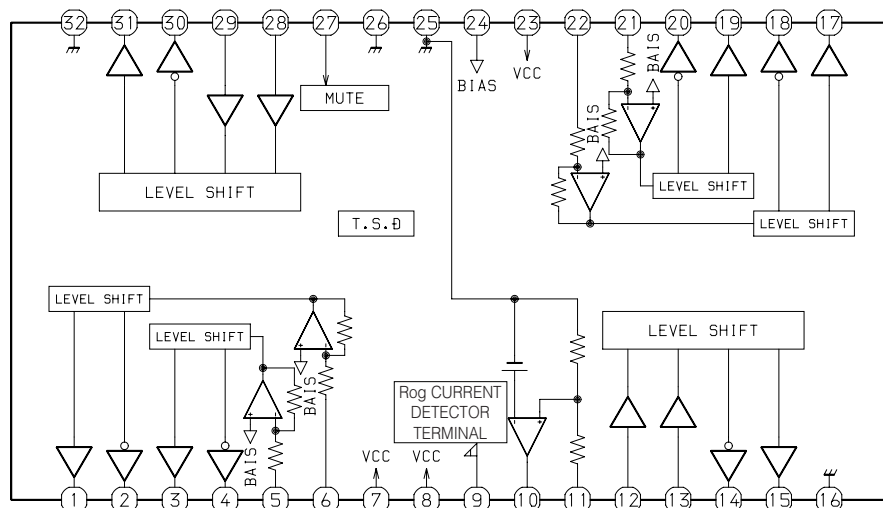 32 31 30 29 28 27 26 25 24 23 22 21 20 19 18 17
MUTE
BIAS
VCC
BAIS
BAIS
LEVEL SHIFT
LEVEL SHIFT
LEVEL SHIFT
T.S.D
LEVEL SHIFT
LEVEL SHIFT
LEVEL SHIFT
BAIS
BAIS
Rog CURRENT
DETECTOR
TERMINAL
VCC
VCC
1 2 3 4 5 6 7 8 9 10 11 12 13 14 15 16